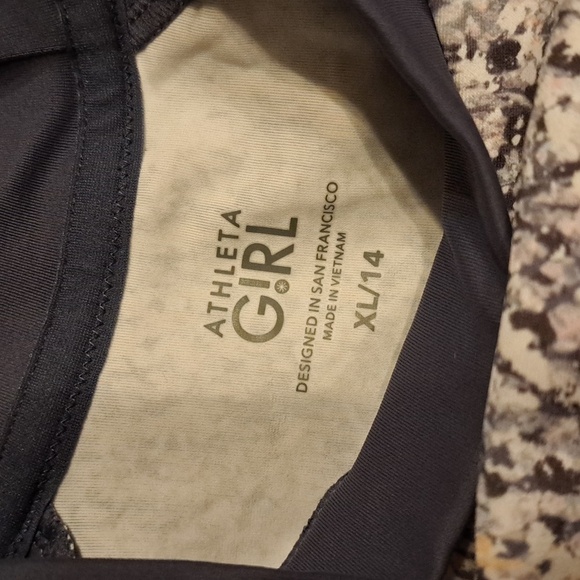 ATHLETA
GiRL
DESIGNED IN SAN FRANCISCO
MADE IN VIETNAM
XL/14